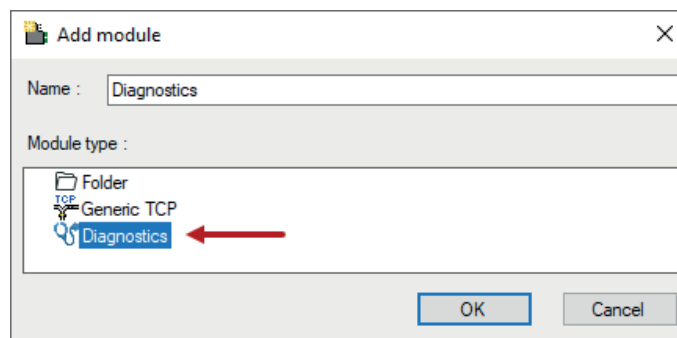 Add module
Name : Diagnostics
Module type :
Folder
TCP Generic TCP
Diagnostics
OK Cancel